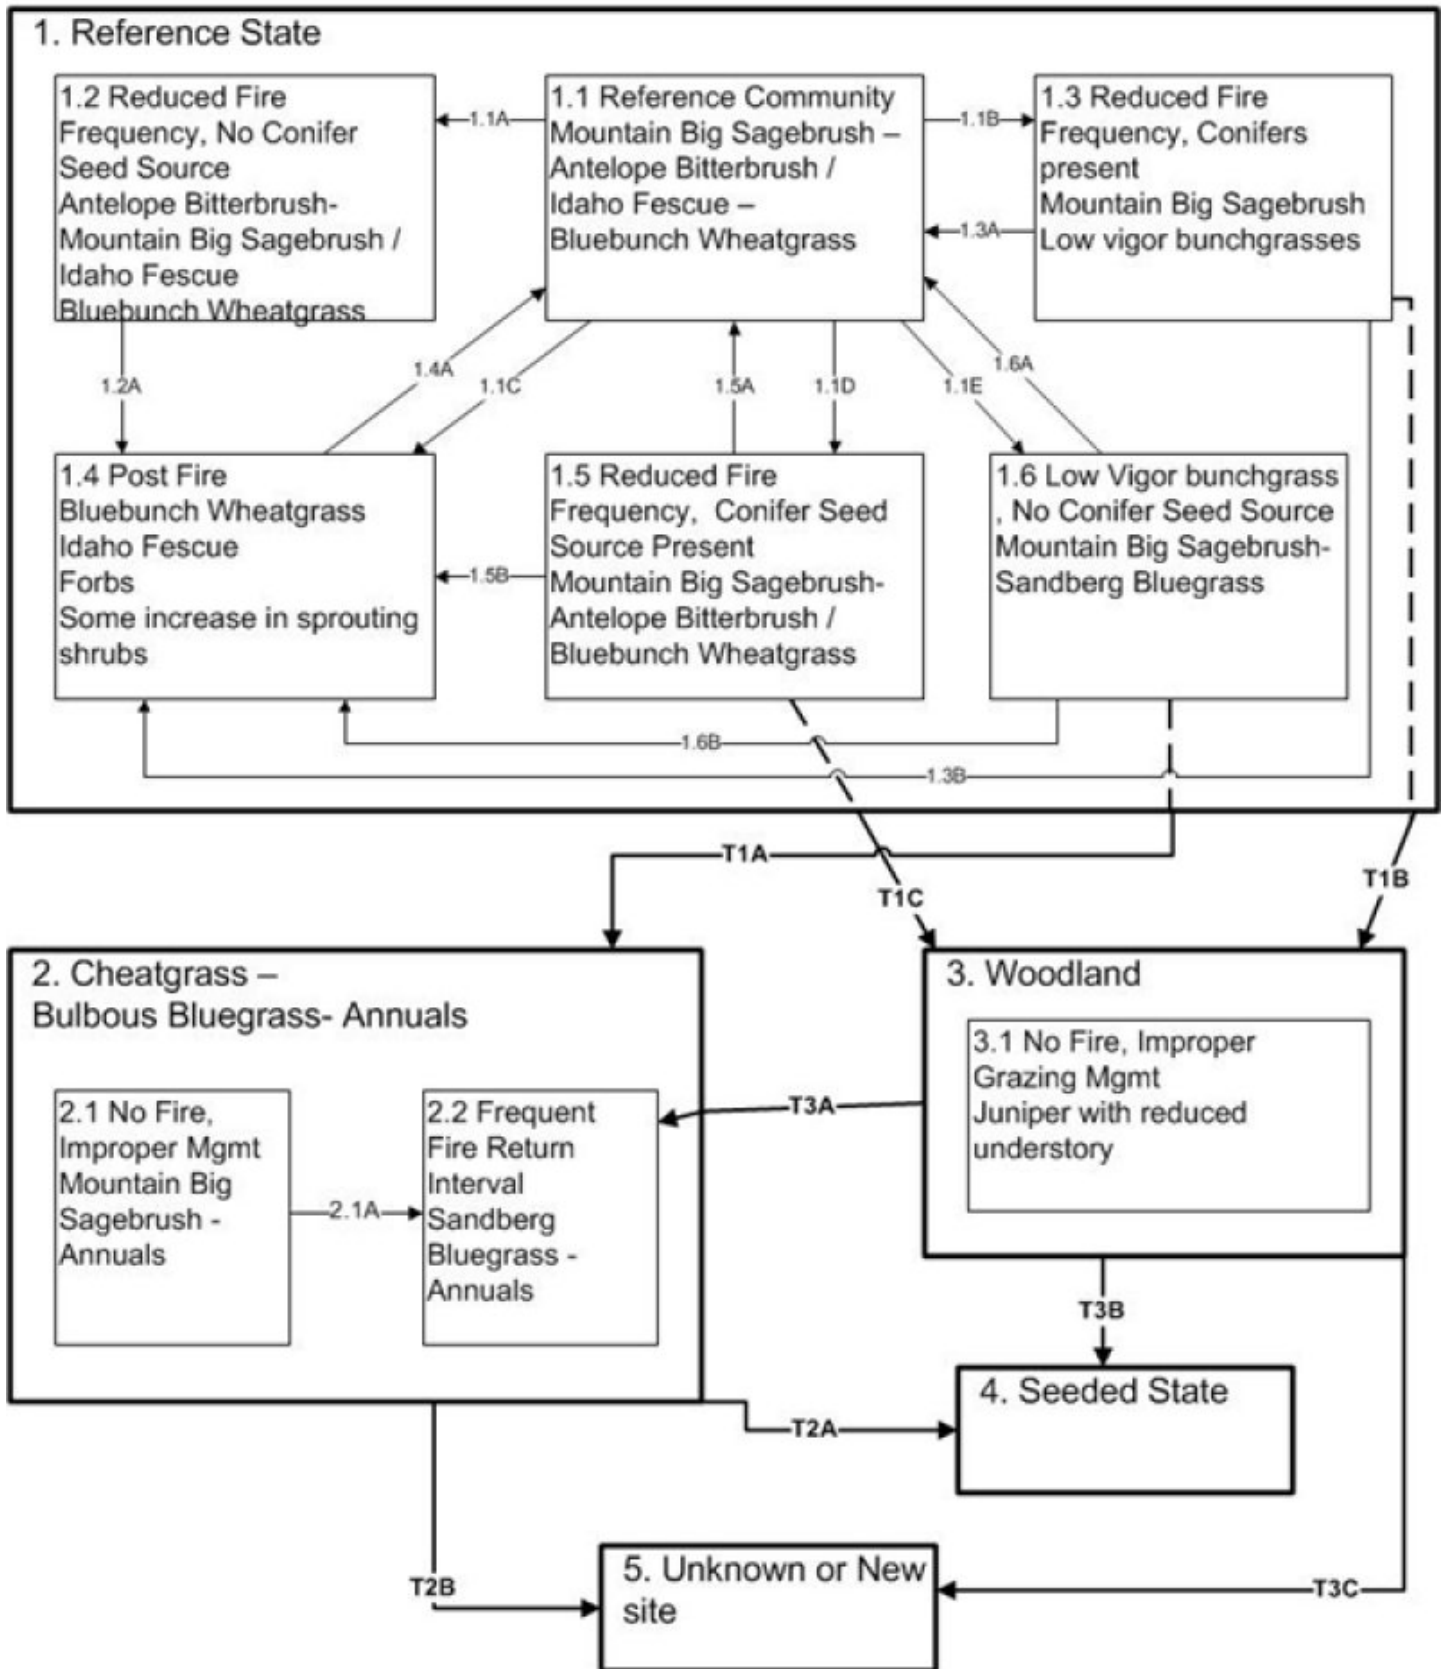 1. Reference State
1.2 Reduced Fire
Frequency, No Conifer
Seed Source
Antelope Bitterbrush-
Mountain Big Sagebrush /
Idaho Fescue
Bluebunch Wheatgrass
1.1A
1.1 Reference Community
Mountain Big Sagebrush –
Antelope Bitterbrush /
Idaho Fescue –
Bluebunch Wheatgrass
1.1B
1.3A
1.3 Reduced Fire
Frequency, Conifers
present
Mountain Big Sagebrush
Low vigor bunchgrasses
1.2A
1.4A
1.1C
1.5A
1.1D
1.1E
1.6A
1.4 Post Fire
Bluebunch Wheatgrass
Idaho Fescue
Forbs
Some increase in sprouting
shrubs
1.5B
1.5 Reduced Fire
Frequency, Conifer Seed
Source Present
Mountain Big Sagebrush-
Antelope Bitterbrush /
Bluebunch Wheatgrass
1.6 Low Vigor bunchgrass
, No Conifer Seed Source
Mountain Big Sagebrush-
Sandberg Bluegrass
1.6B
1.3B
T1A
T1C
T1B
2. Cheatgrass –
Bulbous Bluegrass- Annuals
2.1 No Fire,
Improper Mgmt
Mountain Big
Sagebrush -
Annuals
2.1A
2.2 Frequent
Fire Return
Interval
Sandberg
Bluegrass -
Annuals
T3A
3. Woodland
3.1 No Fire, Improper
Grazing Mgmt
Juniper with reduced
understory
T3B
4. Seeded State
T2A
T2B
5. Unknown or New
site
T3C